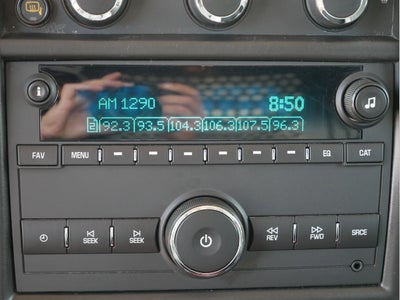 AM 1290 8:50
2 92.3 93.5 104.3 106.3 107.5 96.3
FAV MENU EQ CAT
SEEK SEEK REV FWD SRCE